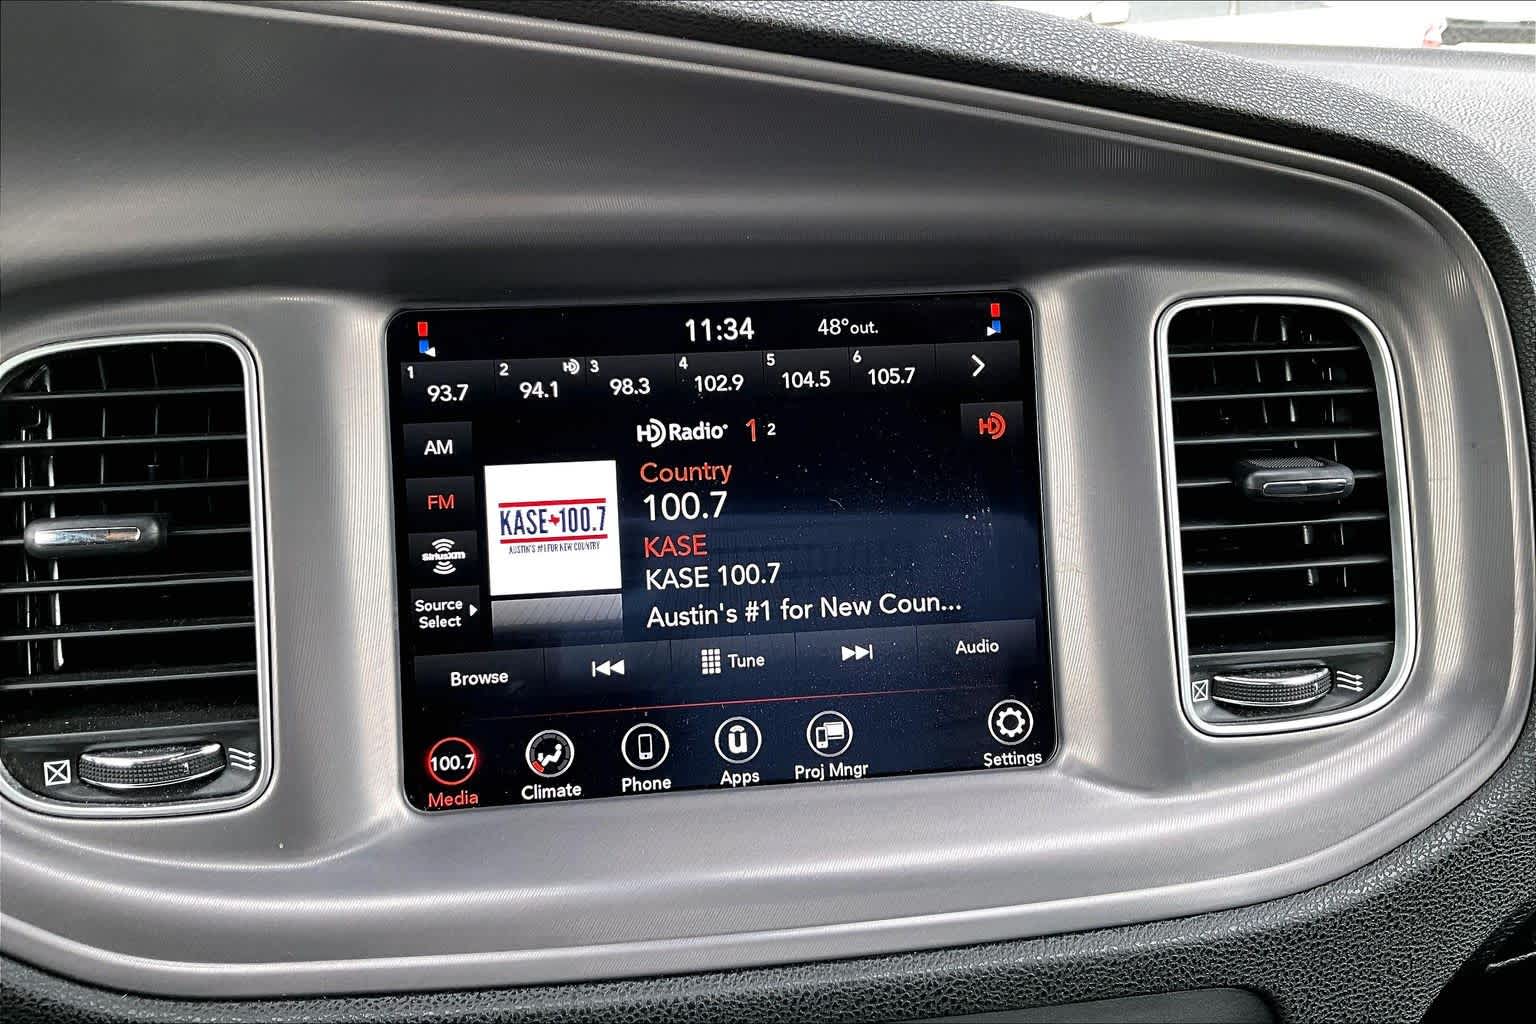 11:34 48°out.
1 93.7 2 94.1 HD 3 98.3 4 102.9 5 104.5 6 105.7
HD Radio 1 2 HD
AM
FM
SiriusXM
Source
Select
KASE 100.7
AUSTIN'S #1 FOR NEW COUNTRY
Country
100.7
KASE
KASE 100.7
Austin's #1 for New Coun...
Browse Tune Audio
100.7
Media Climate Phone Apps Proj Mngr Settings